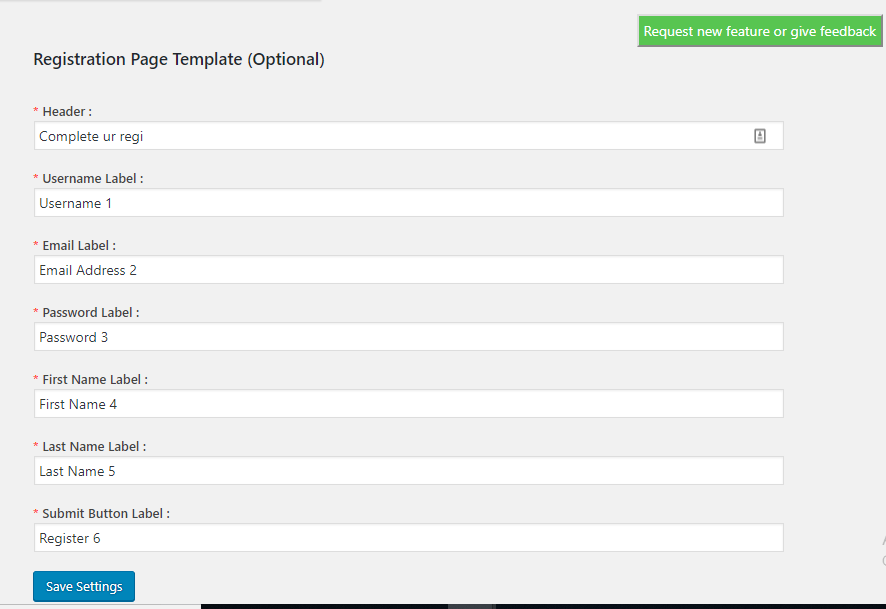 Request new feature or give feedback
Registration Page Template (Optional)
* Header :
Complete ur regi
* Username Label :
Username 1
* Email Label :
Email Address 2
* Password Label :
Password 3
* First Name Label :
First Name 4
* Last Name Label :
Last Name 5
* Submit Button Label :
Register 6
Save Settings